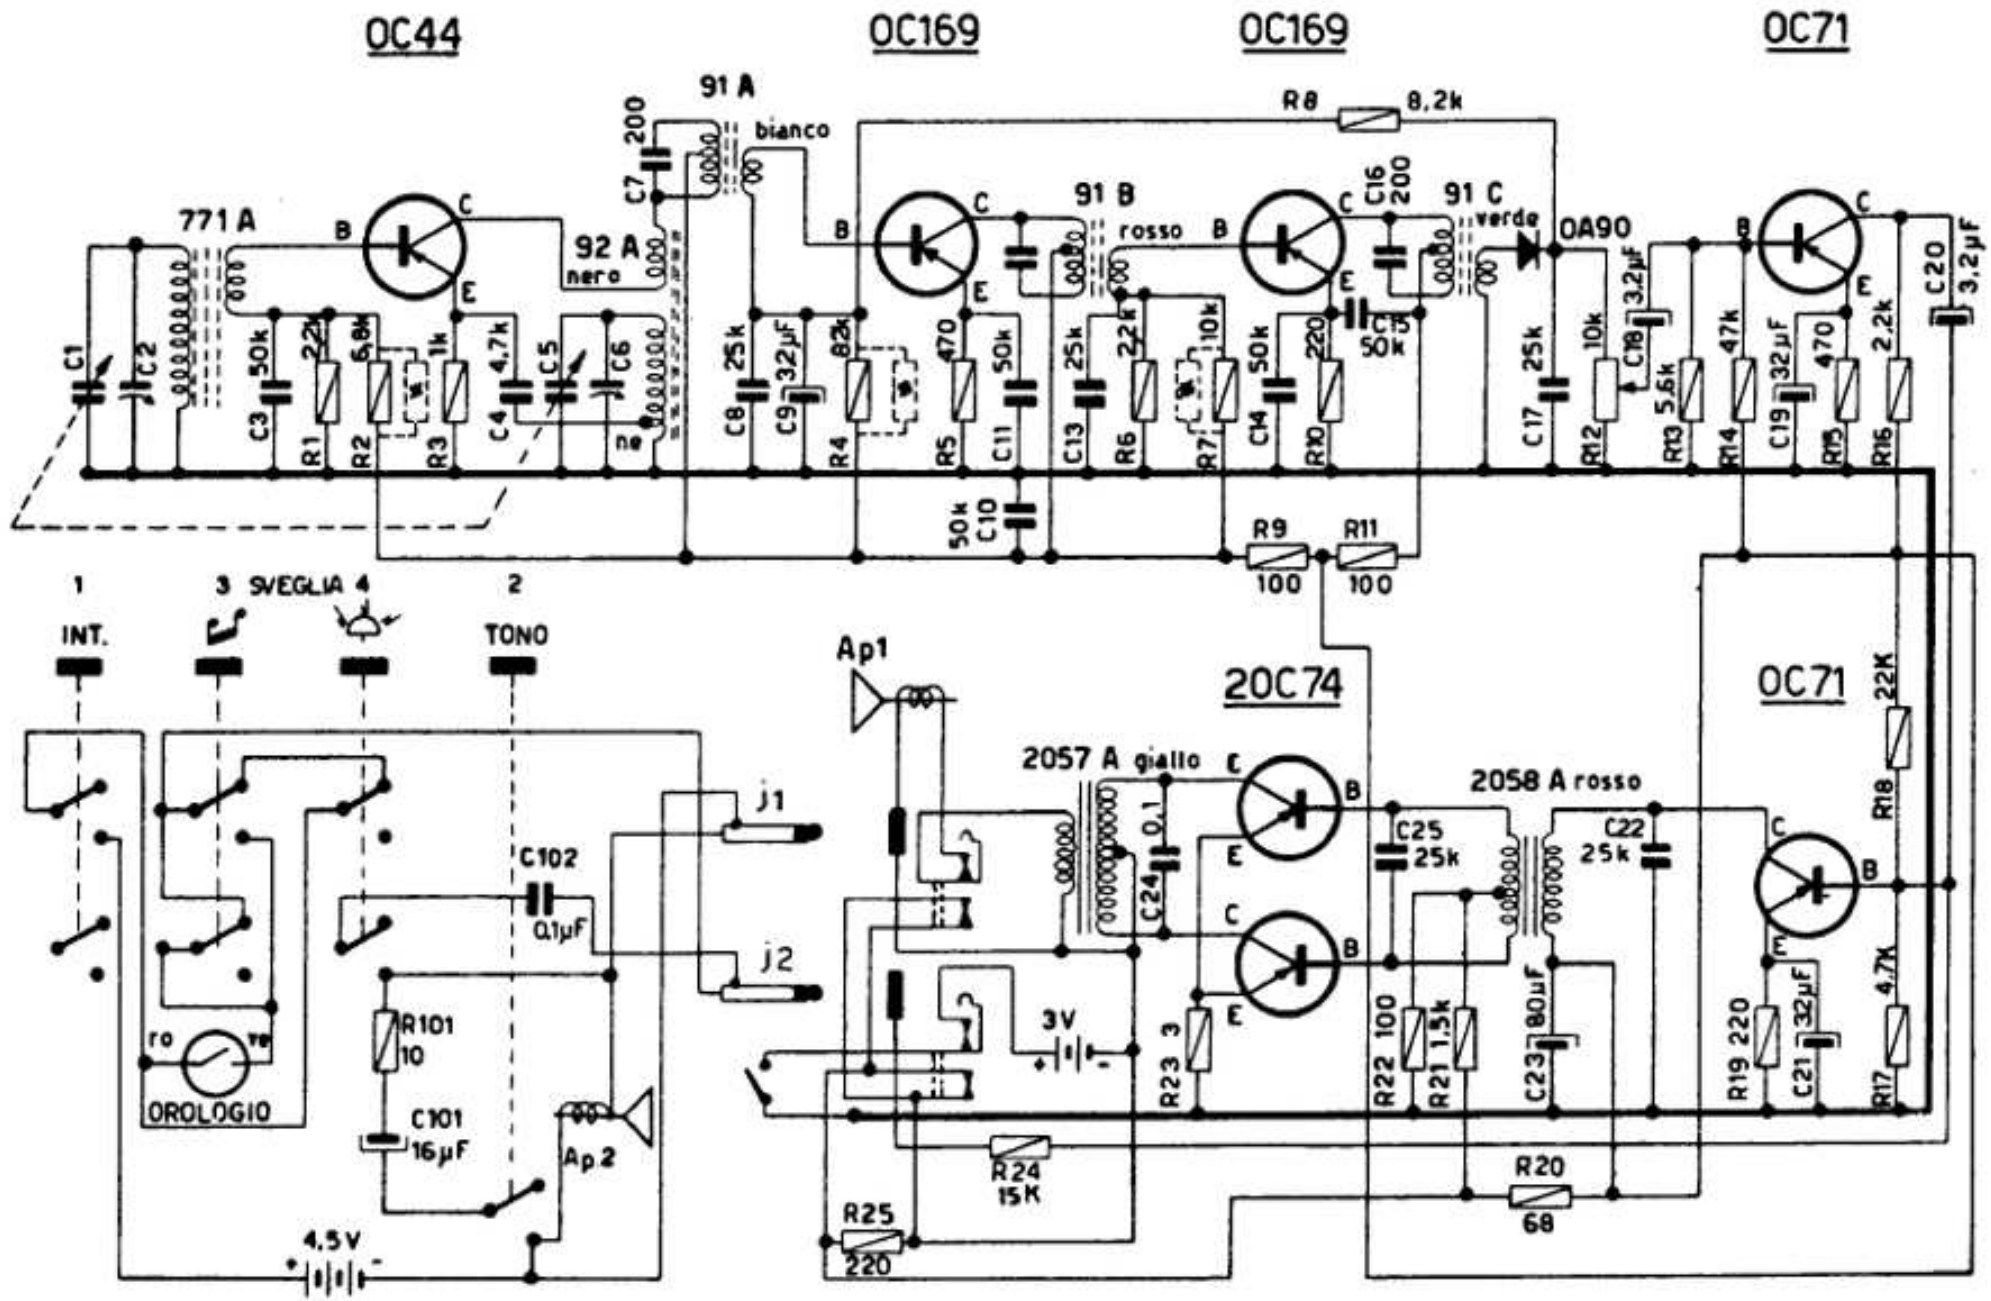 OC44
OC169
OC169
OC71
91 A
bianco
200
C7
R8
8,2k
771 A
B
C
E
92 A
nero
B
C
E
91 B
rosso
B
C
E
C16
200
91 C
verde
OA90
B
C
E
C20
3,2µF
C1
C2
50k
C3
2,2k
R1
6,8k
R2
1k
R3
4,7k
C4
C5
C6
ne
25k
C8
32µF
C9
82k
R4
470
R5
50k
C11
25k
C13
2,2k
R6
10k
R7
50k
C14
220
R10
C15
50k
25k
C17
10k
R12
3,2µF
C18
5,6k
R13
47k
R14
32µF
C19
470
R15
2,2k
R16
50k
C10
R9
100
R11
100
1
3 SVEGLIA 4
2
INT.
TONO
Ap1
2OC74
OC71
22K
R18
2057 A giallo
C
B
E
0,1
C24
C
B
E
C25
25k
2058 A rosso
C22
25k
C
B
E
j1
C102
0,1µF
j2
ro
ve
OROLOGIO
R101
10
C101
16µF
Ap.2
4,5V
+
-
3V
+
-
3
R23
100
R22
1,5k
R21
80µF
C23
220
R19
32µF
C21
4,7K
R17
R24
15K
R20
68
R25
220